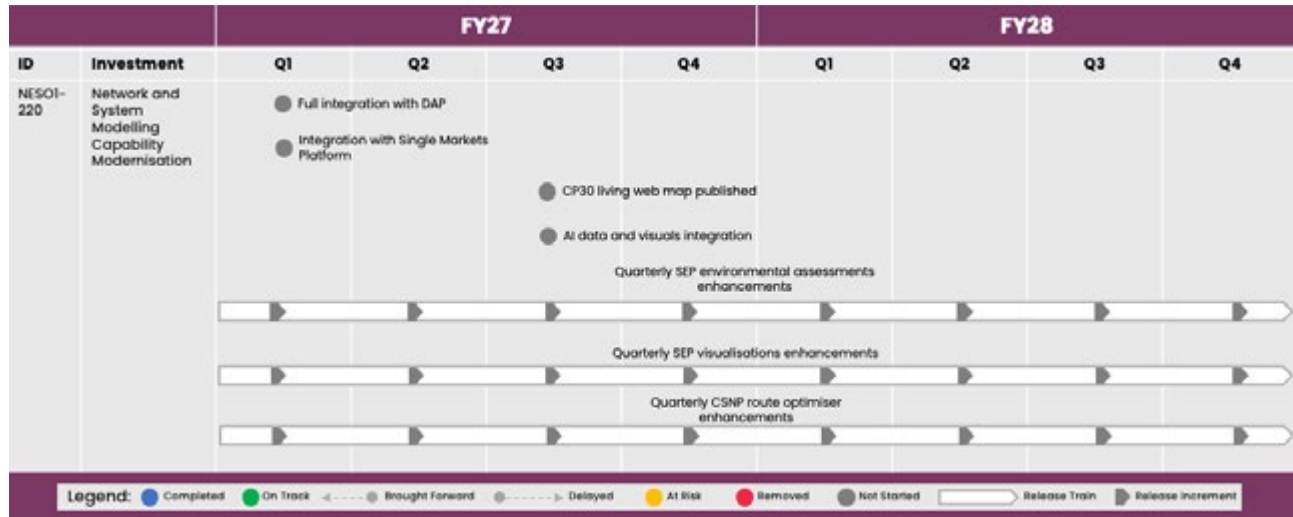 FY27 FY28
ID Investment Q1 Q2 Q3 Q4 Q1 Q2 Q3 Q4
NESO1-
220
Network and
System
Modelling
Capability
Modernisation
Full integration with DAP
Integration with Single Markets
Platform
CP30 living web map published
AI data and visuals integration
Quarterly SEP environmental assessments
enhancements
Quarterly SEP visualisations enhancements
Quarterly CSNP route optimiser
enhancements
Legend: Completed On Track Brought Forward Delayed At Risk Removed Not Started Release Train Release Increment